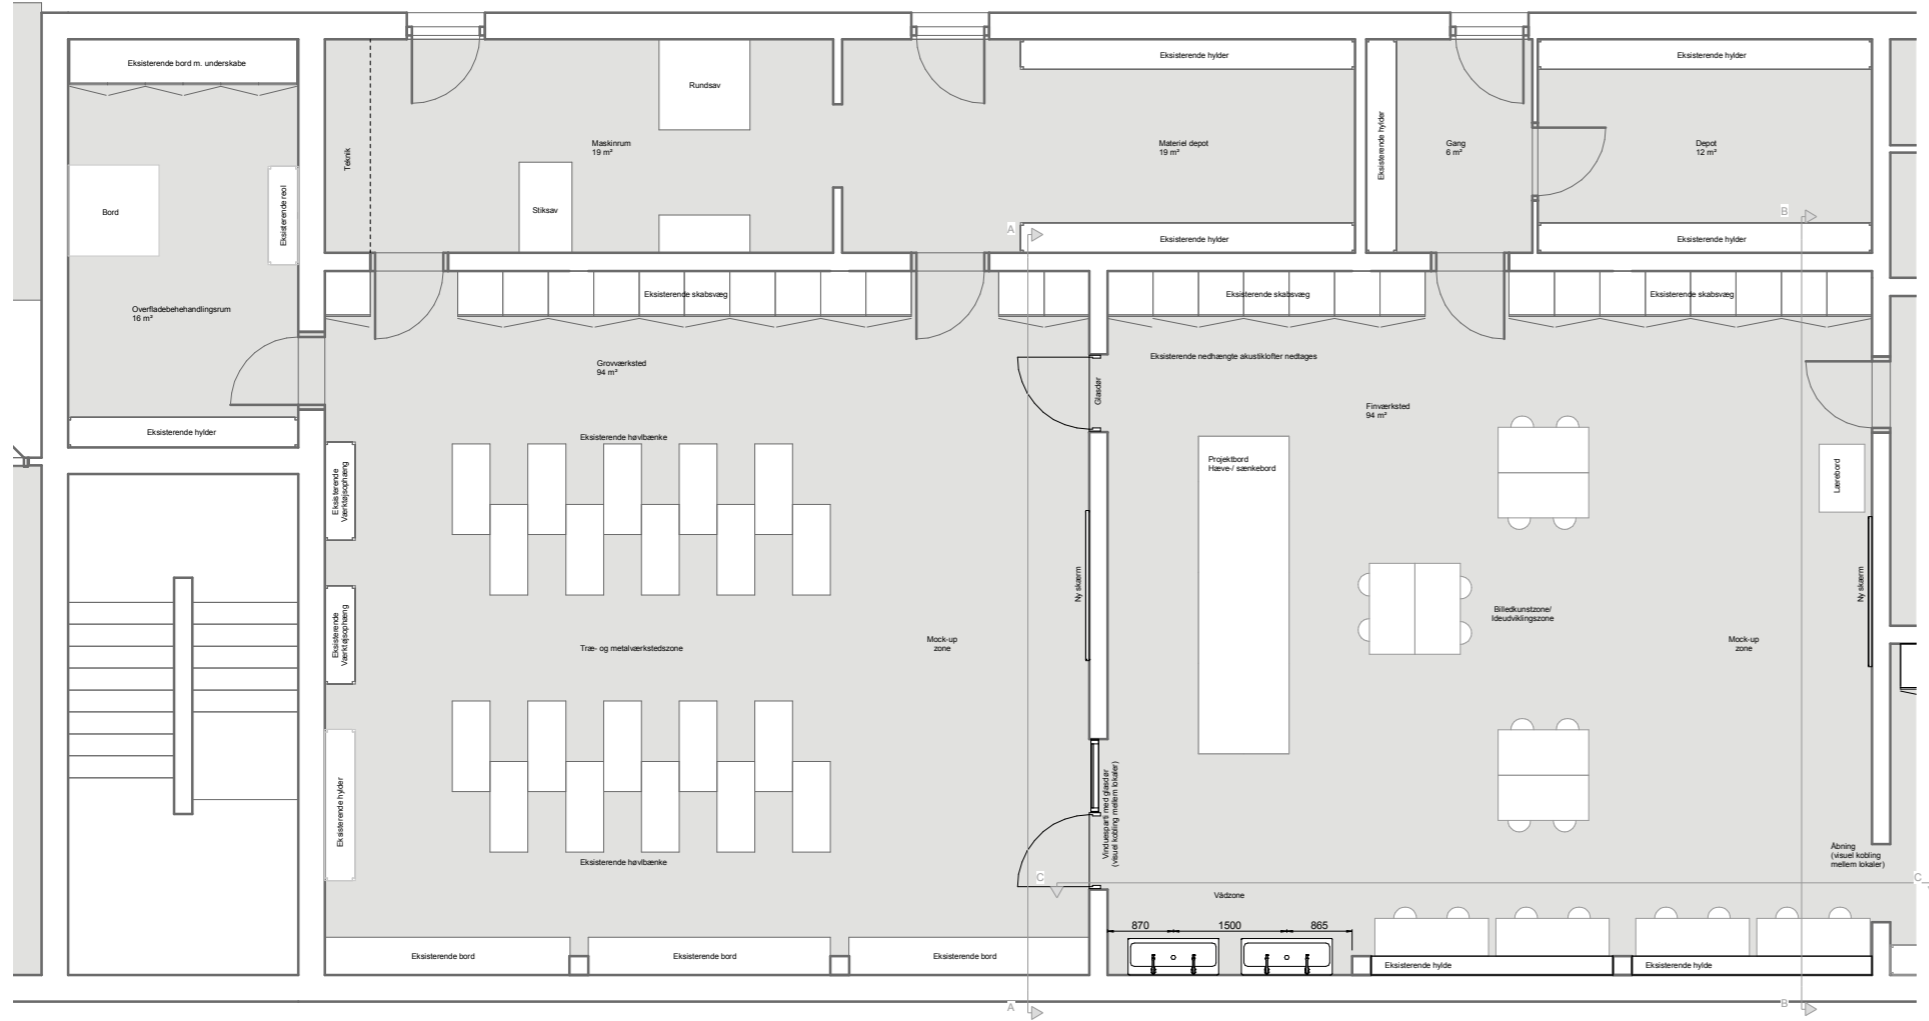 Eksisterende bord m. underskabe
Bord
Eksisterende reol
Overfladebehehandlingsrum
16 m²
Eksisterende hylder
Teknik
Rundsav
Maskinrum
19 m²
Stiksav
Eksisterende hylder
Materiel depot
19 m²
Eksisterende hylder
A
Eksisterende hylder
Gang
6 m²
Eksisterende hylder
Depot
12 m²
B
Eksisterende hylder
Eksisterende skabsvæg
Eksisterende skabsvæg
Eksisterende skabsvæg
Grovværksted
94 m²
Eksisterende høvlbænke
Eksisterende
Værktøjsophæng
Eksisterende
Værktøjsophæng
Træ- og metalværkstedszone
Mock-up
zone
Ny skærm
Eksisterende hylder
Eksisterende høvlbænke
Eksisterende bord
Eksisterende bord
Eksisterende bord
A
Glasdør
Eksisterende nedhængte akustiklofter nedtages
Finværksted
94 m²
Projektbord
Hæve-/ sænkebord
Lærebord
Billedkunstzone/
Ideudviklingszone
Mock-up
zone
Ny skærm
Vinduesparti med glasdør
(visuel kobling mellem lokaler)
Åbning
(visuel kobling
mellem lokaler)
C
C
Vådzone
870
1500
865
Eksisterende hylde
Eksisterende hylde
B